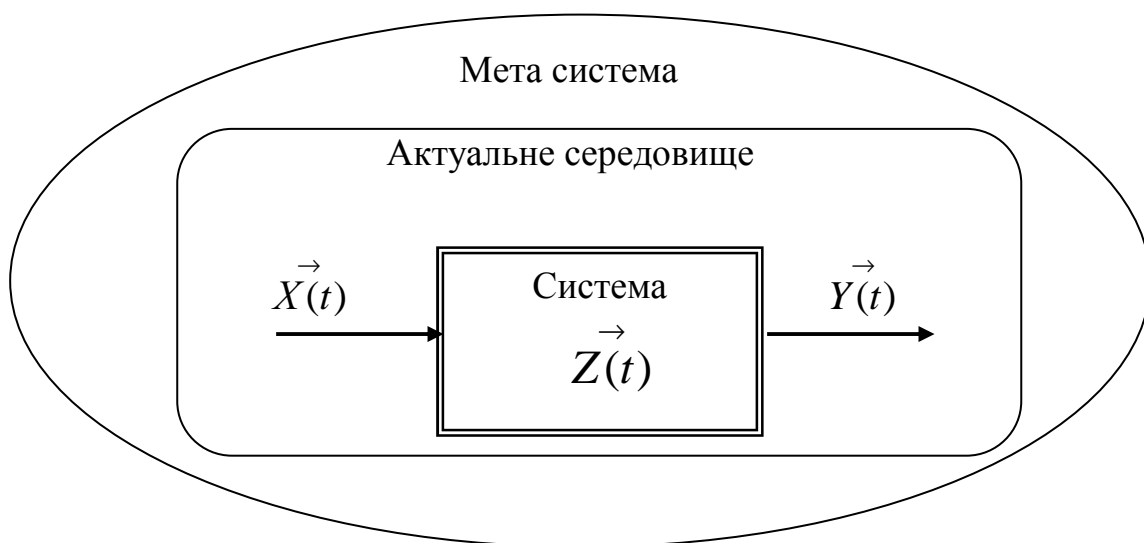 Мета система
Актуальне середовище
Система
→
X(t)
→
Z(t)
→
Y(t)